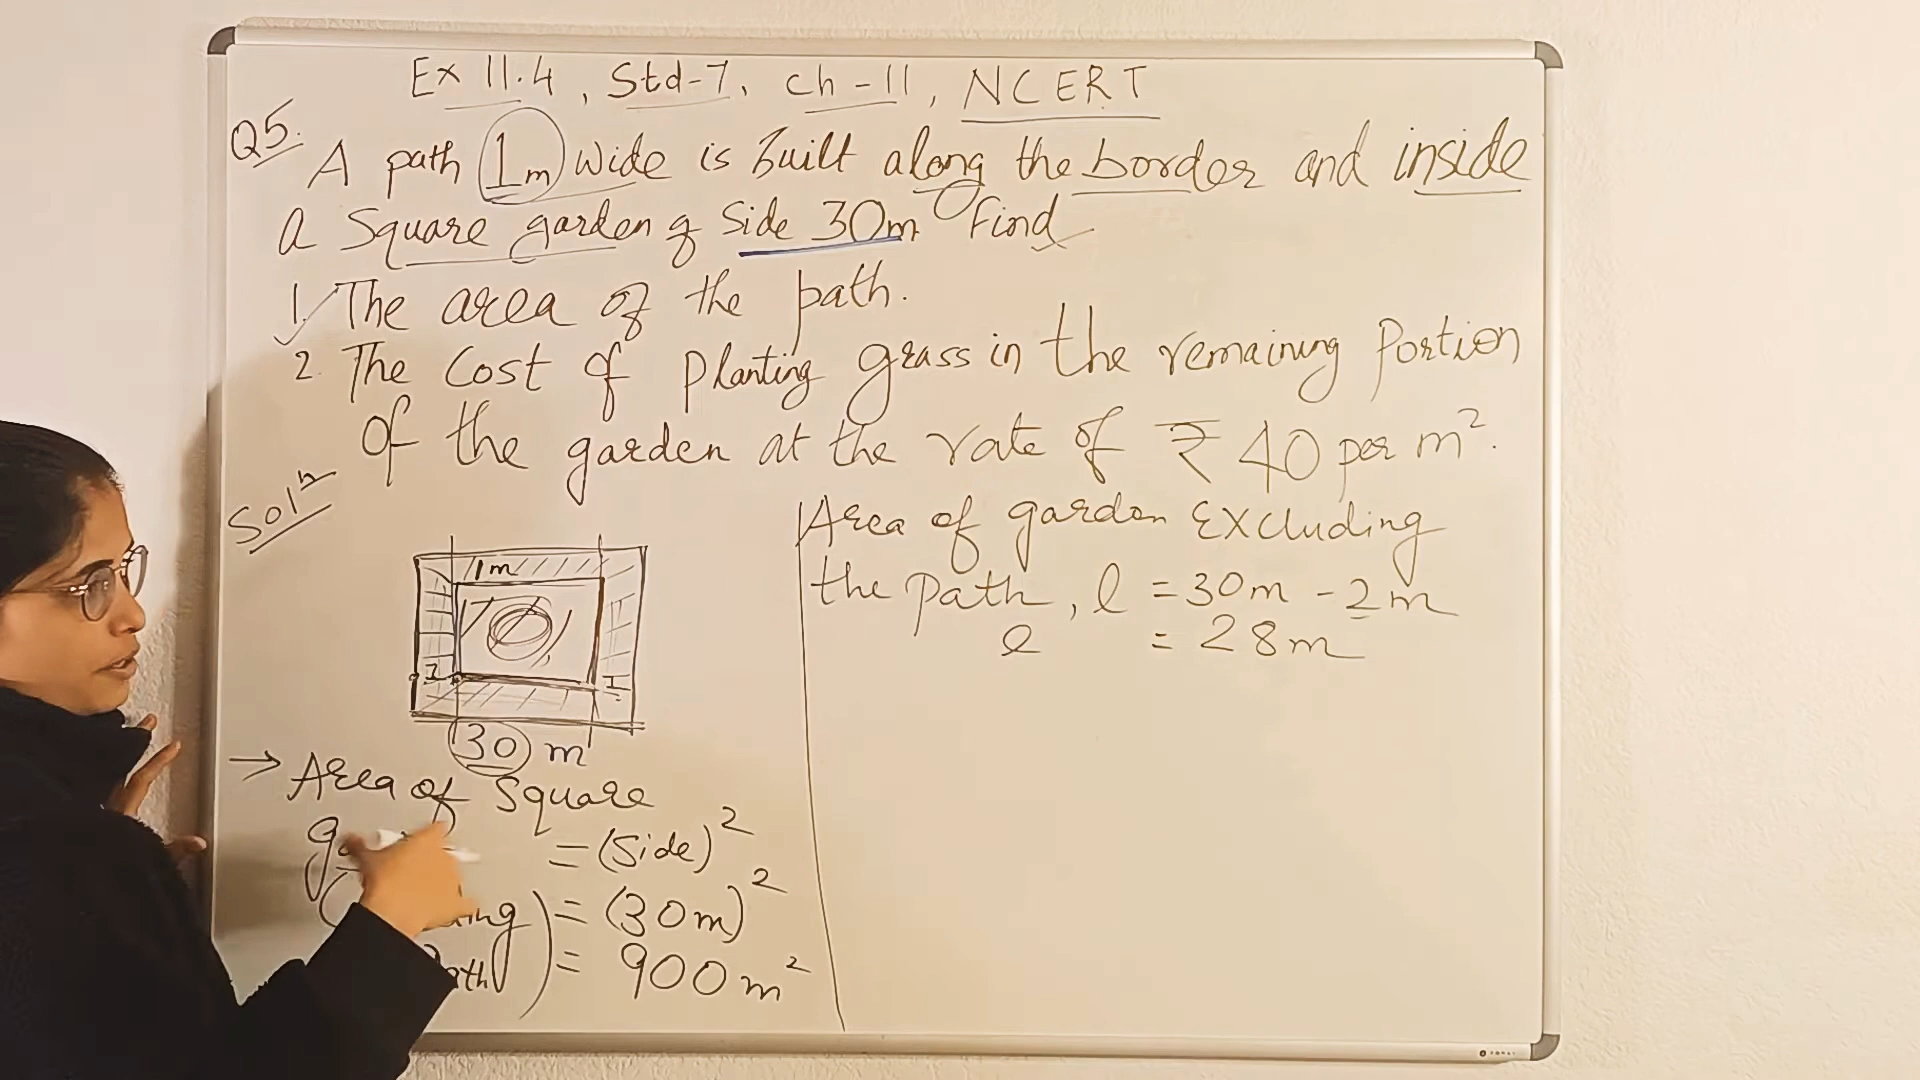 Ex 11.4, Std-7, Ch-11, NCERT
Q5. A path 1m wide is built along the border and inside
a Square garden of Side 30m Find
1. The area of the path.
2. The Cost of Planting grass in the remaining Portion
of the garden at the rate of ₹ 40 per m².
Solⁿ
1m
30 m
→ Area of Square
= (Side)²
= (30m)²
= 900m²
Area of garden Excluding
the Path, l = 30m - 2m
l = 28m